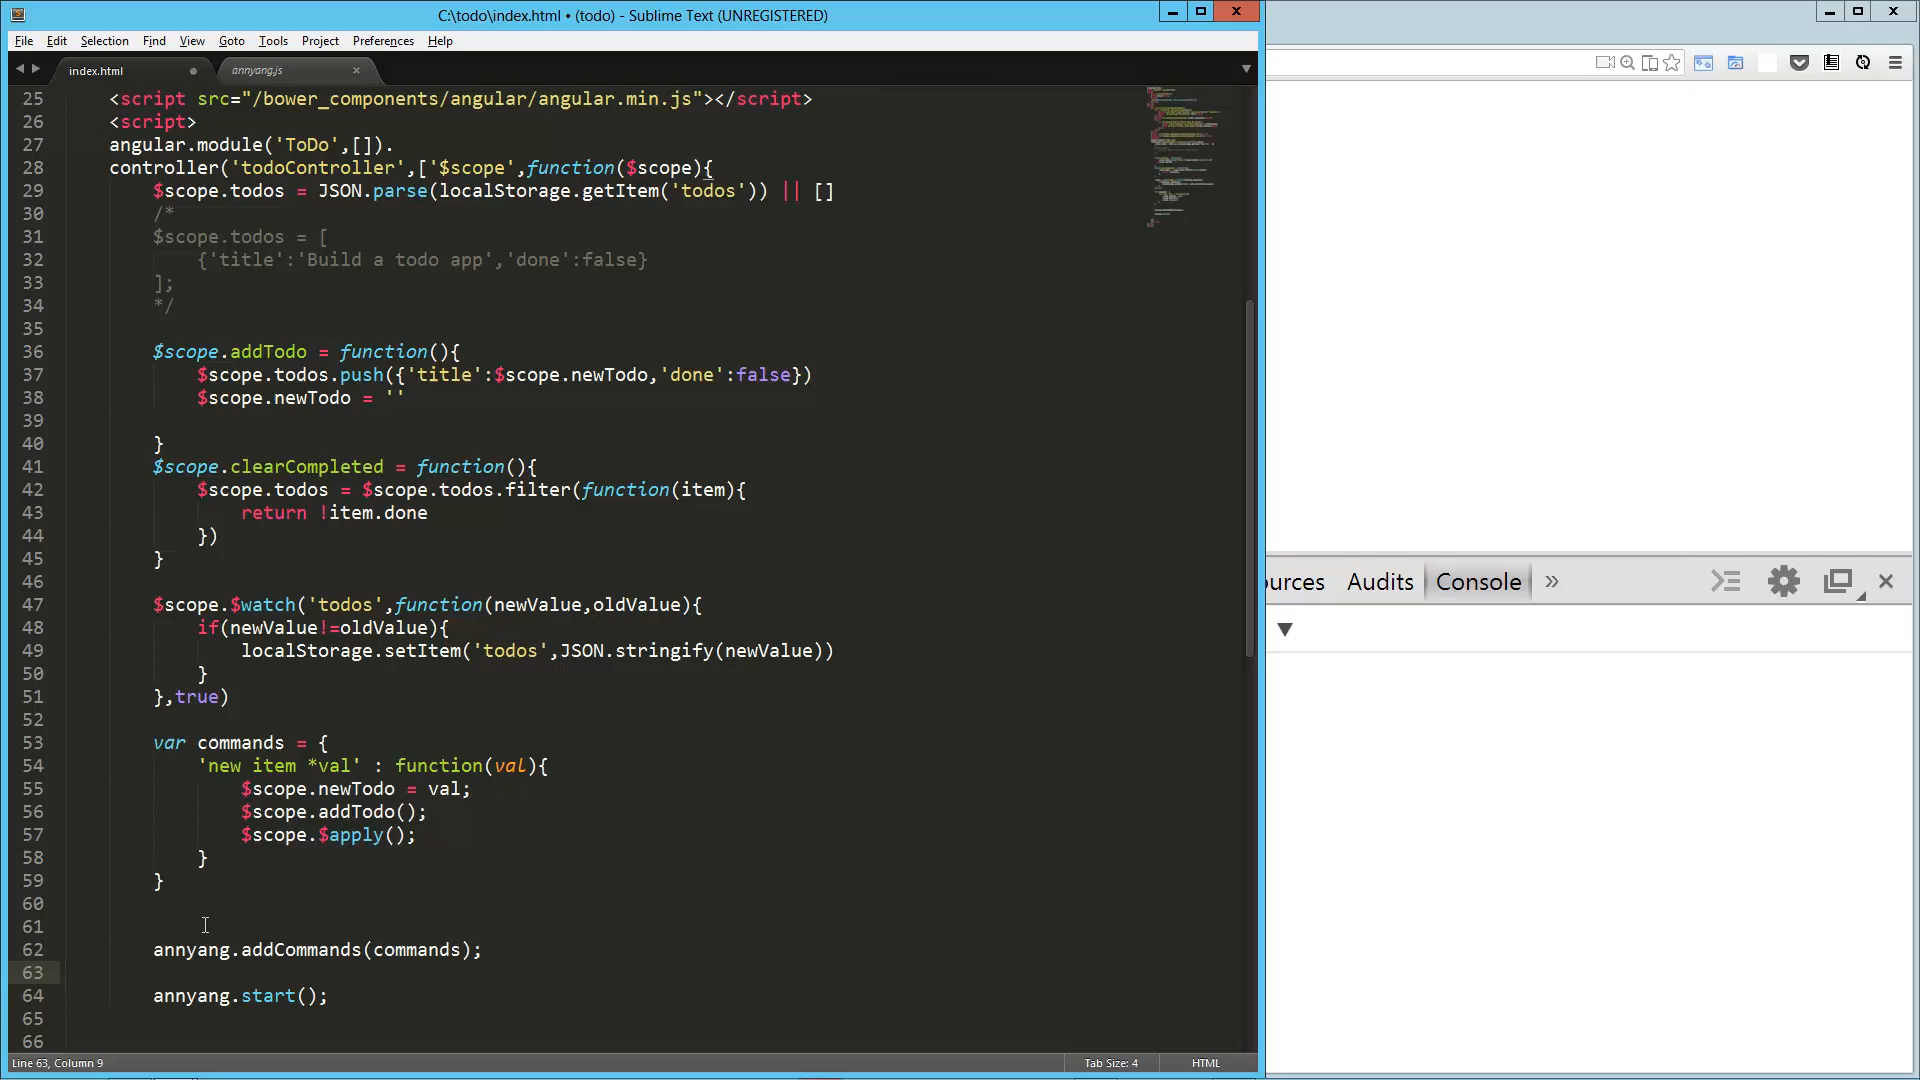 C:\todo\index.html • (todo) - Sublime Text (UNREGISTERED)
File Edit Selection Find View Goto Tools Project Preferences Help
index.html annyang.js
25 <script src="/bower_components/angular/angular.min.js"></script>
26 <script>
27 angular.module('ToDo',[]).
28 controller('todoController',['$scope',function($scope){
29 $scope.todos = JSON.parse(localStorage.getItem('todos')) || []
30 /*
31 $scope.todos = [
32 {'title':'Build a todo app','done':false}
33 ];
34 */
35
36 $scope.addTodo = function(){
37 $scope.todos.push({'title':$scope.newTodo,'done':false})
38 $scope.newTodo = ''
39
40 }
41 $scope.clearCompleted = function(){
42 $scope.todos = $scope.todos.filter(function(item){
43 return !item.done
44 })
45 }
46
47 $scope.$watch('todos',function(newValue,oldValue){
48 if(newValue!=oldValue){
49 localStorage.setItem('todos',JSON.stringify(newValue))
50 }
51 },true)
52
53 var commands = {
54 'new item *val' : function(val){
55 $scope.newTodo = val;
56 $scope.addTodo();
57 $scope.$apply();
58 }
59 }
60
61
62 annyang.addCommands(commands);
63
64 annyang.start();
65
66
Line 63, Column 9 Tab Size: 4 HTML
ources Audits Console »